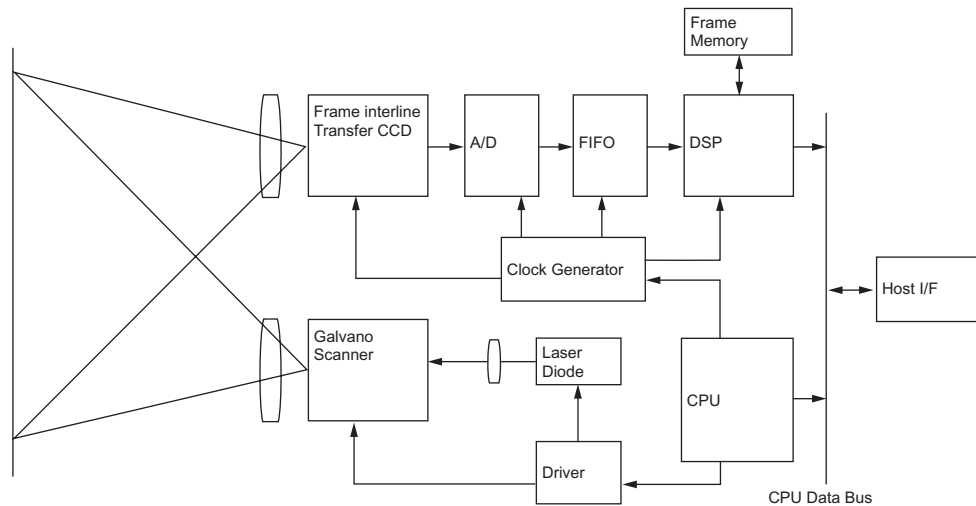 Frame
Memory
Frame interline
Transfer CCD
A/D
FIFO
DSP
Clock Generator
Host I/F
Galvano
Scanner
Laser
Diode
CPU
Driver
CPU Data Bus